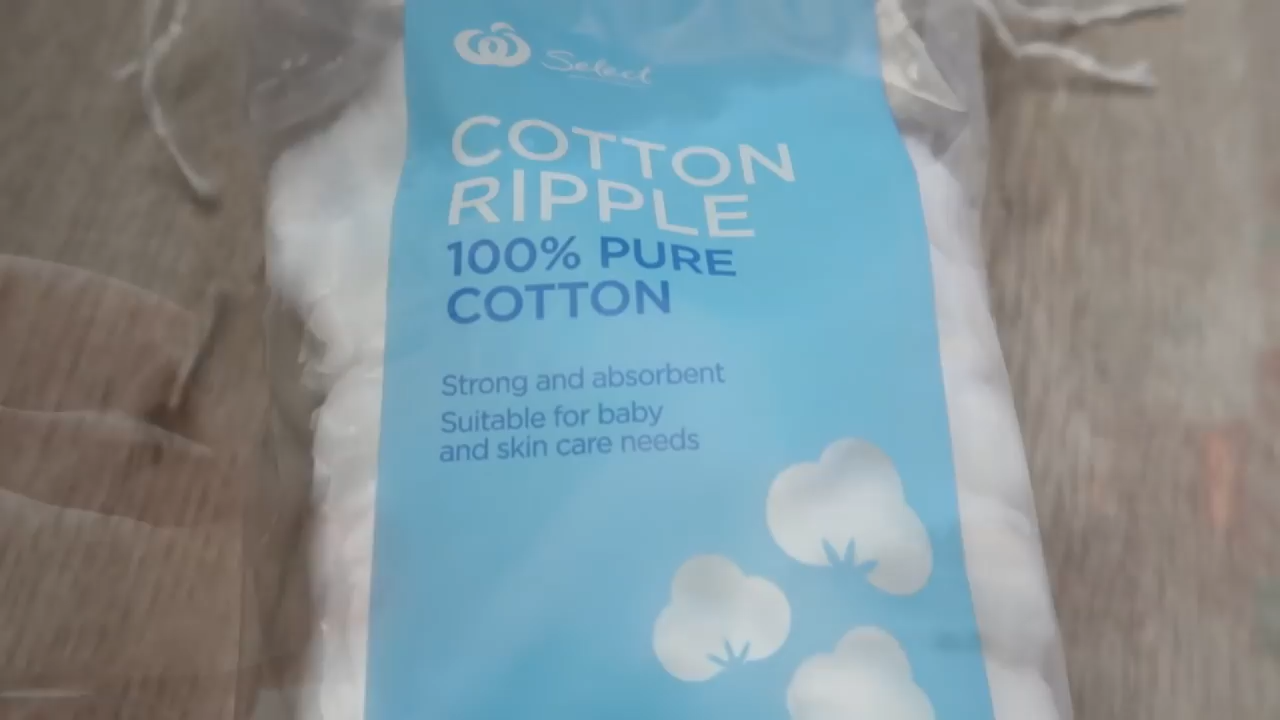 Select
COTTON
RIPPLE
100% PURE
COTTON
Strong and absorbent
Suitable for baby
and skin care needs